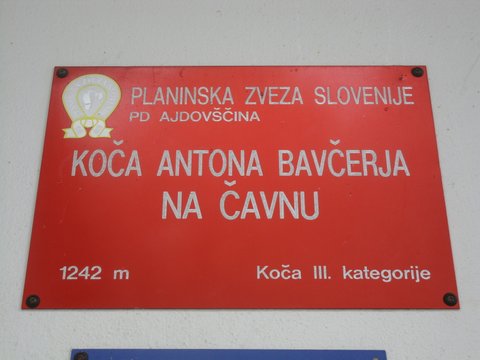 PLANINSKA ZVEZA SLOVENIJE
PD AJDOVŠČINA
KOČA ANTONA BAVČERJA
NA ČAVNU
1242 m
Koča III. kategorije